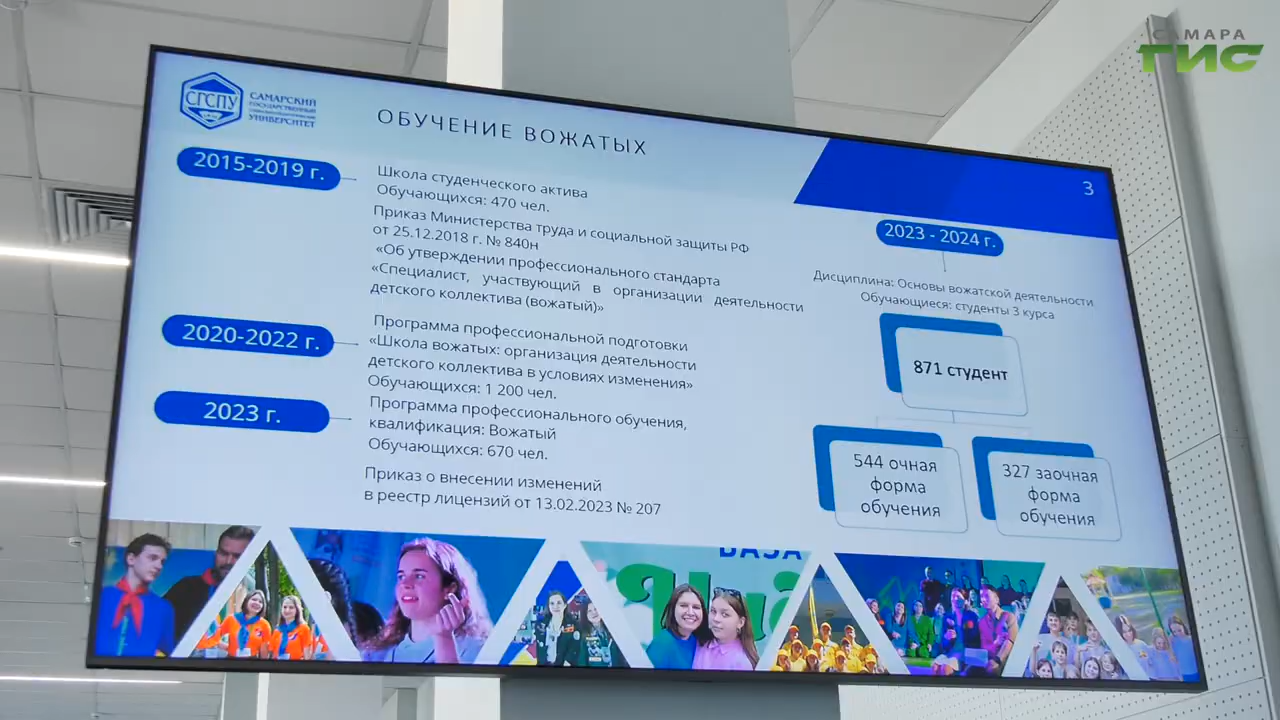 САМАРА
ГИС
СГСПУ
САМАРСКИЙ
ГОСУДАРСТВЕННЫЙ
СОЦИАЛЬНО-ПЕДАГОГИЧЕСКИЙ
УНИВЕРСИТЕТ
ОБУЧЕНИЕ ВОЖАТЫХ
3
2015-2019 г.
Школа студенческого актива
Обучающихся: 470 чел.
Приказ Министерства труда и социальной защиты РФ
от 25.12.2018 г. № 840н
«Об утверждении профессионального стандарта
«Специалист, участвующий в организации деятельности
детского коллектива (вожатый)»
2020-2022 г.
Программа профессиональной подготовки
«Школа вожатых: организация деятельности
детского коллектива в условиях изменения»
Обучающихся: 1 200 чел.
2023 г.
Программа профессионального обучения,
квалификация: Вожатый
Обучающихся: 670 чел.
Приказ о внесении изменений
в реестр лицензий от 13.02.2023 № 207
2023 - 2024 г.
Дисциплина: Основы вожатской деятельности
Обучающиеся: студенты 3 курса
871 студент
544 очная
форма
обучения
327 заочная
форма
обучения
БАЗА